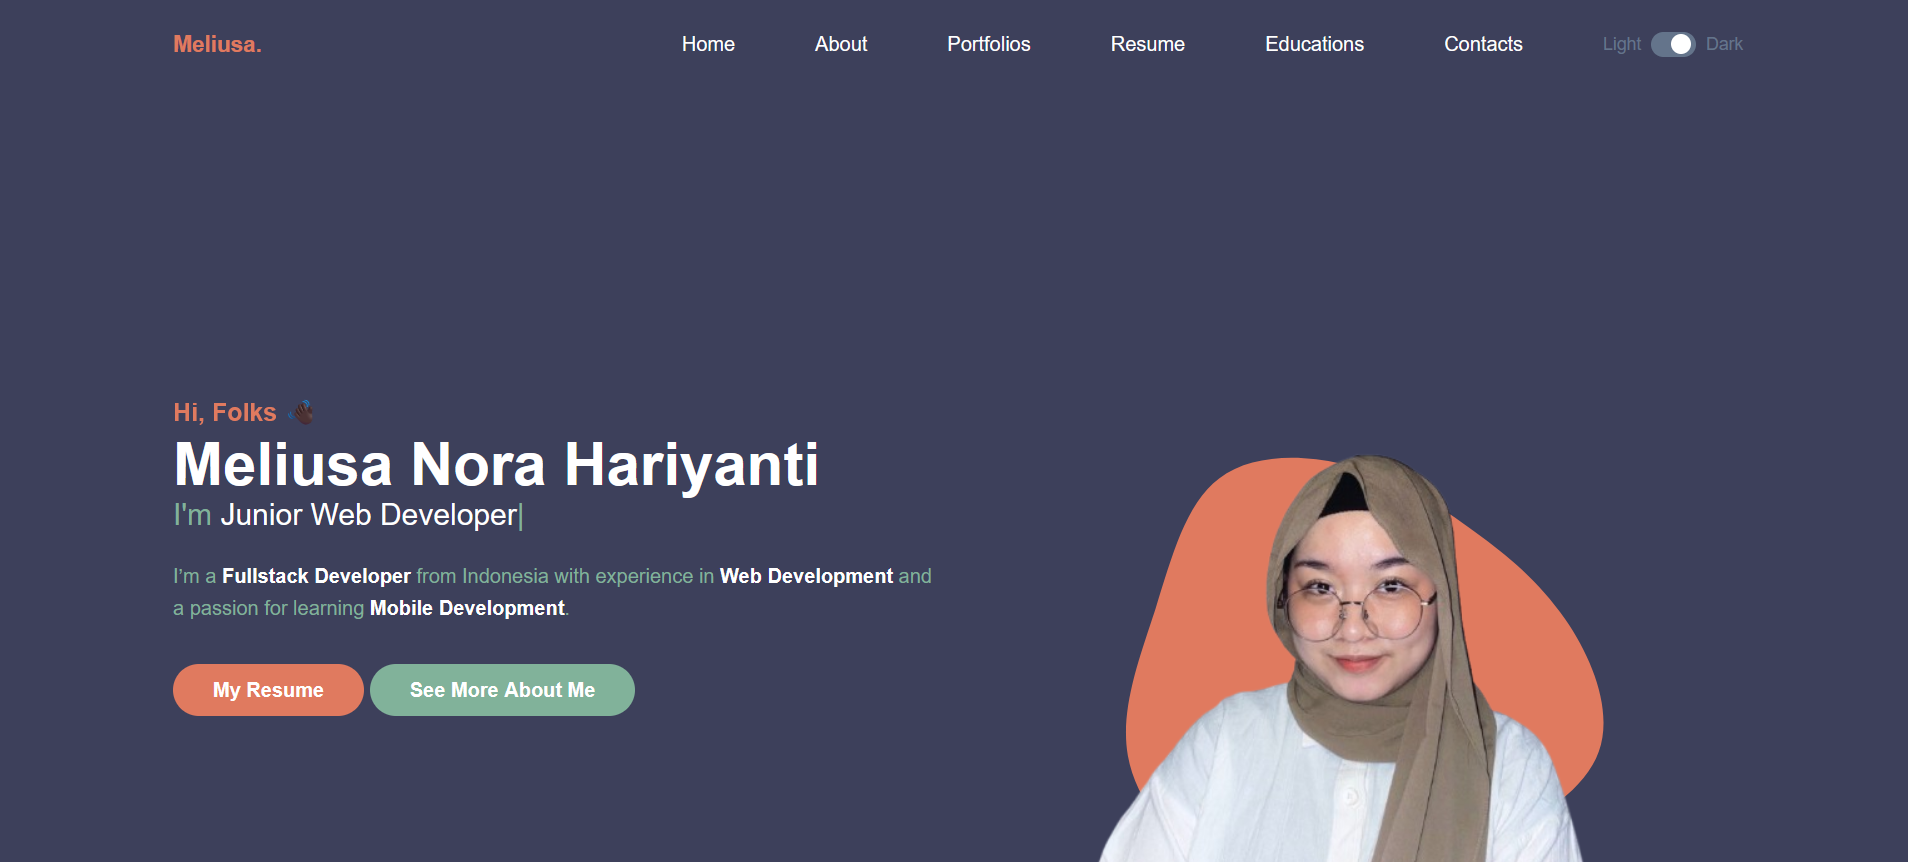 Meliusa.
Home
About
Portfolios
Resume
Educations
Contacts
Light
Dark
Hi, Folks 👋🏿
Meliusa Nora Hariyanti
I'm Junior Web Developer|
I’m a Fullstack Developer from Indonesia with experience in Web Development and
a passion for learning Mobile Development.
My Resume
See More About Me